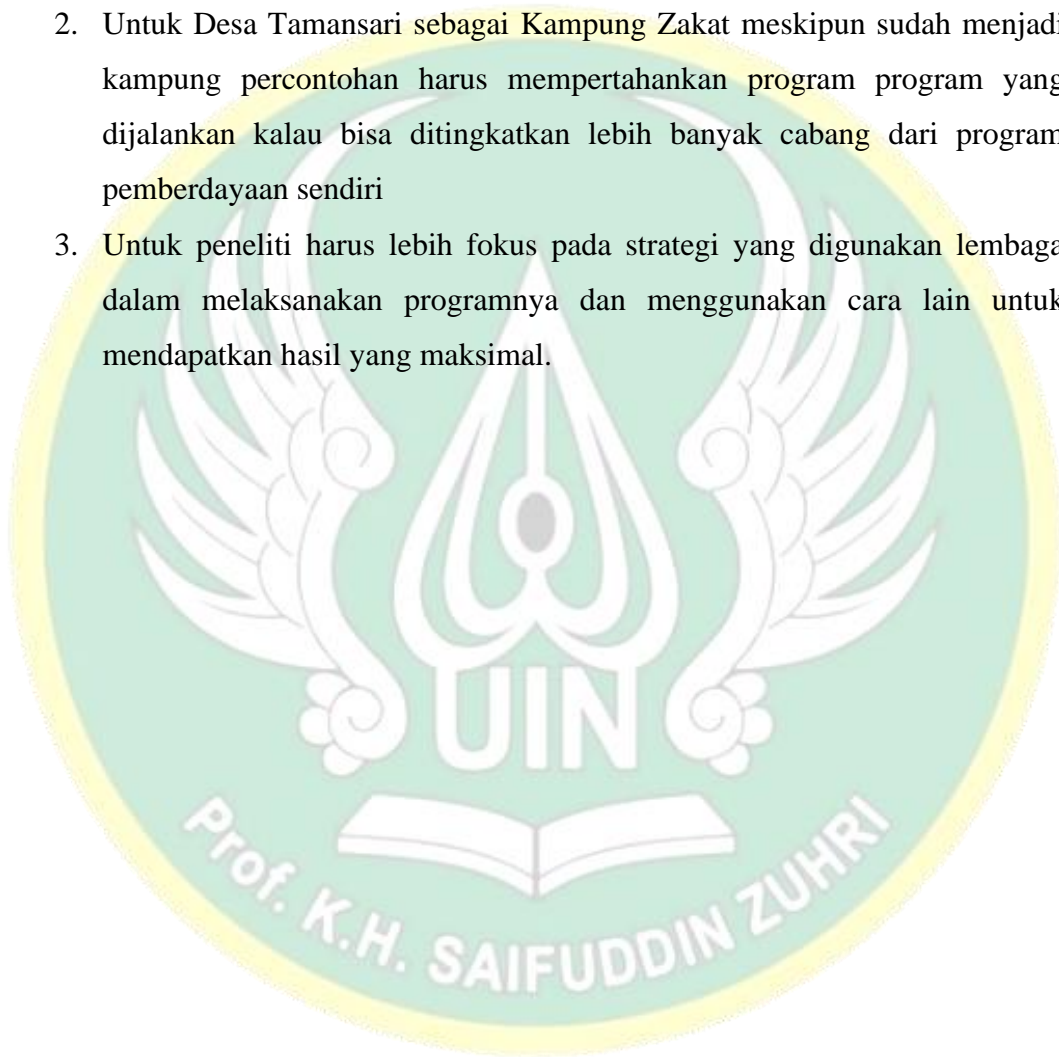 2. Untuk Desa Tamansari sebagai Kampung Zakat meskipun sudah menjadi
kampung percontohan harus mempertahankan program program yang
dijalankan kalau bisa ditingkatkan lebih banyak cabang dari program
pemberdayaan sendiri
3. Untuk peneliti harus lebih fokus pada strategi yang digunakan lembaga
dalam melaksanakan programnya dan menggunakan cara lain untuk
mendapatkan hasil yang maksimal.
UIN
Prof. K.H. SAIFUDDIN ZUHRI